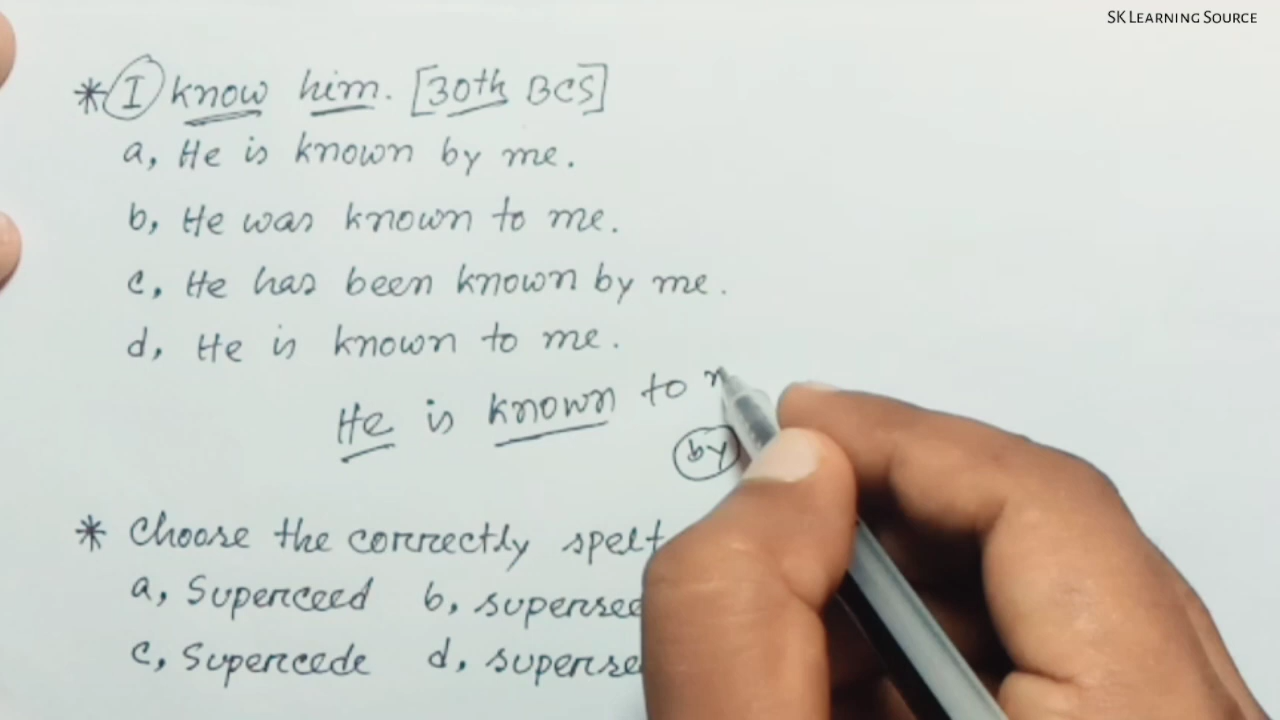 SK Learning Source
* I know him. [30th BCS]
a, He is known by me.
b, He was known to me.
c, He has been known by me.
d, He is known to me.
He is known to
by
* Choose the correctly spelt
a, Superceed b,
c, Supercede d,